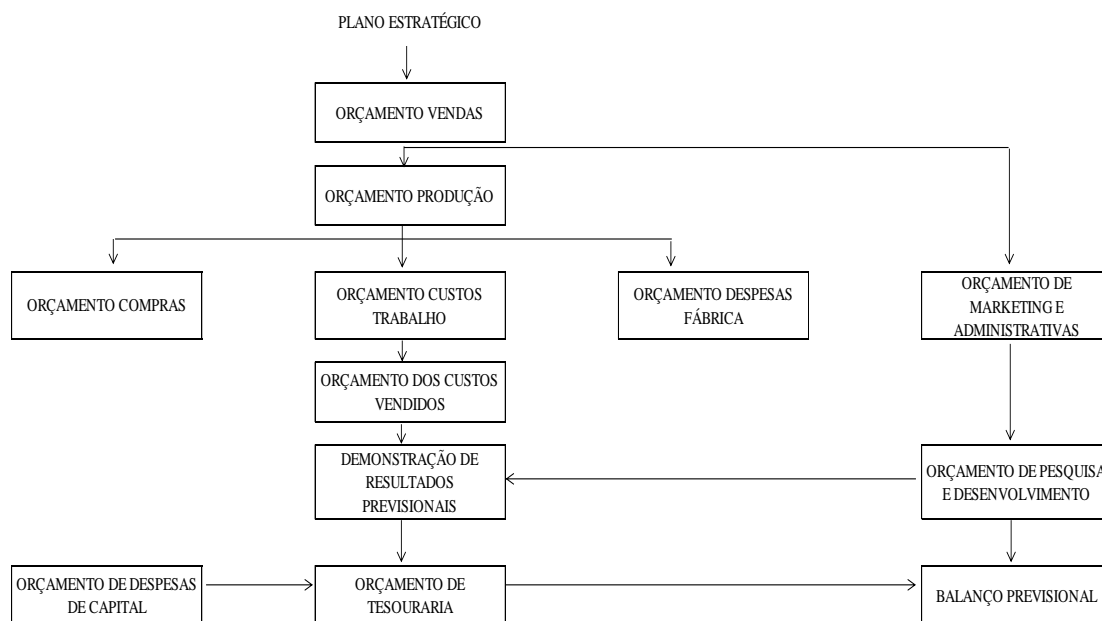 PLANO ESTRATÉGICO
ORÇAMENTO VENDAS
ORÇAMENTO PRODUÇÃO
ORÇAMENTO COMPRAS
ORÇAMENTO CUSTOS
TRABALHO
ORÇAMENTO DESPESAS
FÁBRICA
ORÇAMENTO DE
MARKETING E
ADMINISTRATIVAS
ORÇAMENTO DOS CUSTOS
VENDIDOS
DEMONSTRAÇÃO DE
RESULTADOS
PREVISIONAIS
ORÇAMENTO DE PESQUISA
E DESENVOLVIMENTO
ORÇAMENTO DE DESPESAS
DE CAPITAL
ORÇAMENTO DE
TESOURARIA
BALANÇO PREVISIONAL